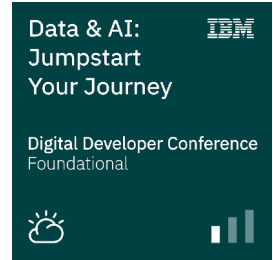 Data & AI:
IBM
Jumpstart
Your Journey
Digital Developer Conference
Foundational